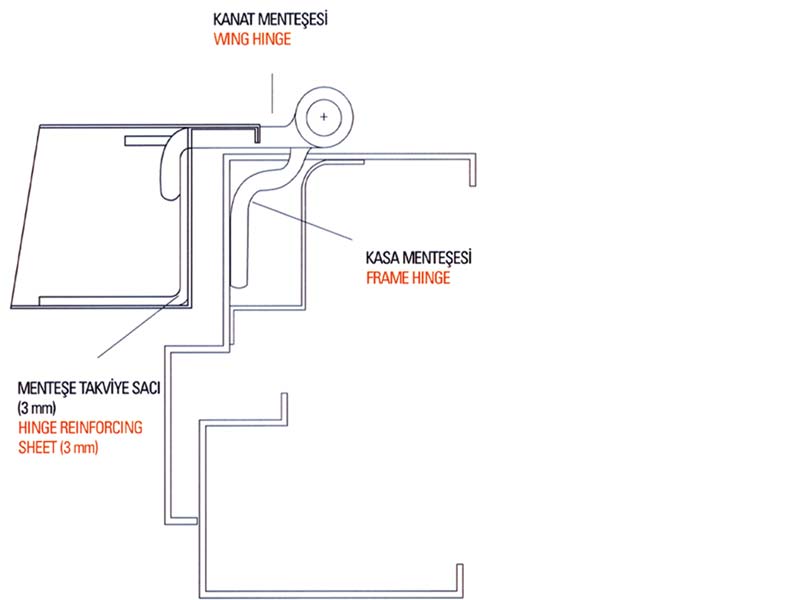 KANAT MENTEŞESİ
WING HINGE
KASA MENTEŞESİ
FRAME HINGE
MENTEŞE TAKVİYE SACI
(3 mm)
HINGE REINFORCING
SHEET (3 mm)